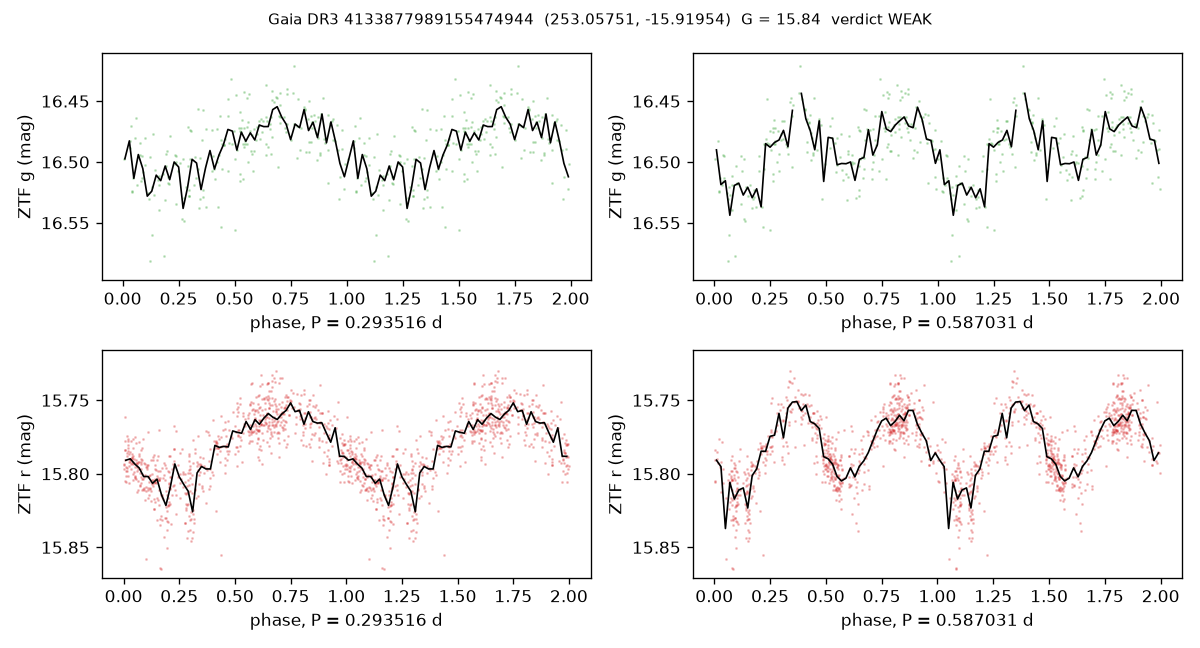 Gaia DR3 4133877989155474944 (253.05751, -15.91954) G = 15.84 verdict WEAK
ZTF g (mag)
16.45
16.50
16.55
0.00 0.25 0.50 0.75 1.00 1.25 1.50 1.75 2.00
phase, P = 0.293516 d
ZTF g (mag)
16.45
16.50
16.55
0.00 0.25 0.50 0.75 1.00 1.25 1.50 1.75 2.00
phase, P = 0.587031 d
ZTF r (mag)
15.75
15.80
15.85
0.00 0.25 0.50 0.75 1.00 1.25 1.50 1.75 2.00
phase, P = 0.293516 d
ZTF r (mag)
15.75
15.80
15.85
0.00 0.25 0.50 0.75 1.00 1.25 1.50 1.75 2.00
phase, P = 0.587031 d